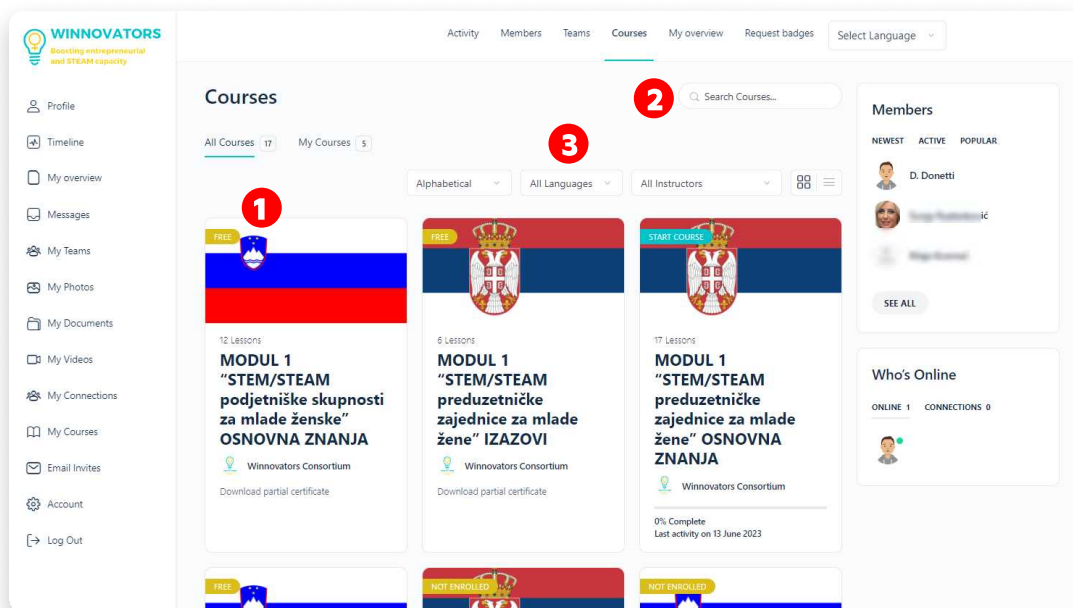 WINNOVATORS
Boosting entrepreneurial
and STEAM capacity
Activity Members Teams Courses My overview Request badges Select Language
Profile
Timeline
My overview
Messages
My Teams
My Photos
My Documents
My Videos
My Connections
My Courses
Email Invites
Account
Log Out
Courses
2
Search Courses...
All Courses 17 My Courses 5
3
Alphabetical All Languages All Instructors
1
FREE
12 Lessons
MODUL 1
“STEM/STEAM
podjetniške skupnosti
za mlade ženske”
OSNOVNA ZNANJA
Winnovators Consortium
Download partial certificate
FREE
6 Lessons
MODUL 1
“STEM/STEAM
preduzetničke
zajednice za mlade
žene” IZAZOVI
Winnovators Consortium
Download partial certificate
START COURSE
17 Lessons
MODUL 1
“STEM/STEAM
preduzetničke
zajednice za mlade
žene” OSNOVNA
ZNANJA
Winnovators Consortium
0% Complete
Last activity on 13 June 2023
FREE
NOT ENROLLED
NOT ENROLLED
Members
NEWEST ACTIVE POPULAR
D. Donetti
ić
SEE ALL
Who's Online
ONLINE 1 CONNECTIONS 0